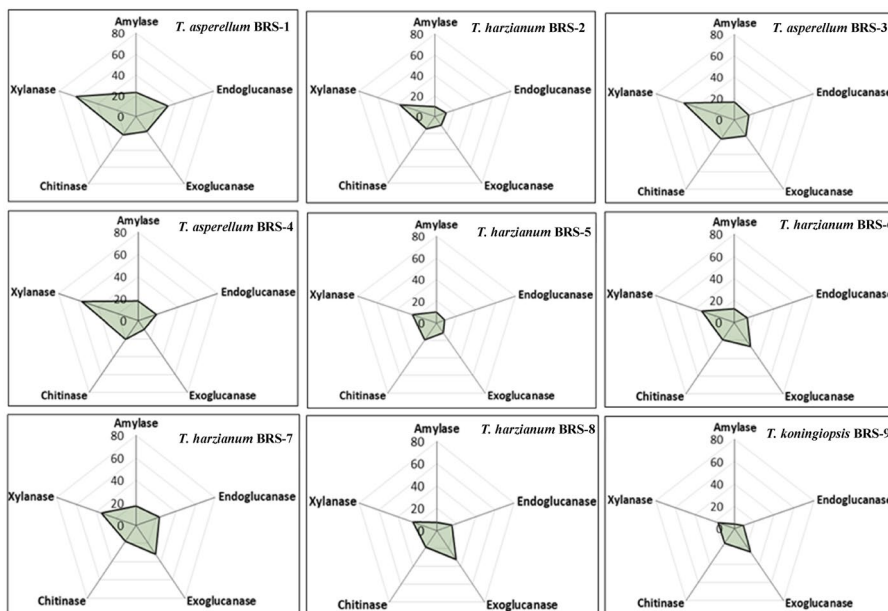 Amylase
T. asperellum BRS-1
80
60
40
20
0
Xylanase
Endoglucanase
Chitinase
Exoglucanase
Amylase
T. harzianum BRS-2
80
60
40
20
0
Xylanase
Endoglucanase
Chitinase
Exoglucanase
Amylase
T. asperellum BRS-3
80
60
40
20
0
Xylanase
Endoglucanase
Chitinase
Exoglucanase
Amylase
T. asperellum BRS-4
80
60
40
20
0
Xylanase
Endoglucanase
Chitinase
Exoglucanase
Amylase
T. harzianum BRS-5
80
60
40
20
0
Xylanase
Endoglucanase
Chitinase
Exoglucanase
Amylase
T. harzianum BRS-6
80
60
40
20
0
Xylanase
Endoglucanase
Chitinase
Exoglucanase
Amylase
T. harzianum BRS-7
80
60
40
20
0
Xylanase
Endoglucanase
Chitinase
Exoglucanase
Amylase
T. harzianum BRS-8
80
60
40
20
0
Xylanase
Endoglucanase
Chitinase
Exoglucanase
Amylase
T. koningiopsis BRS-9
80
60
40
20
0
Xylanase
Endoglucanase
Chitinase
Exoglucanase